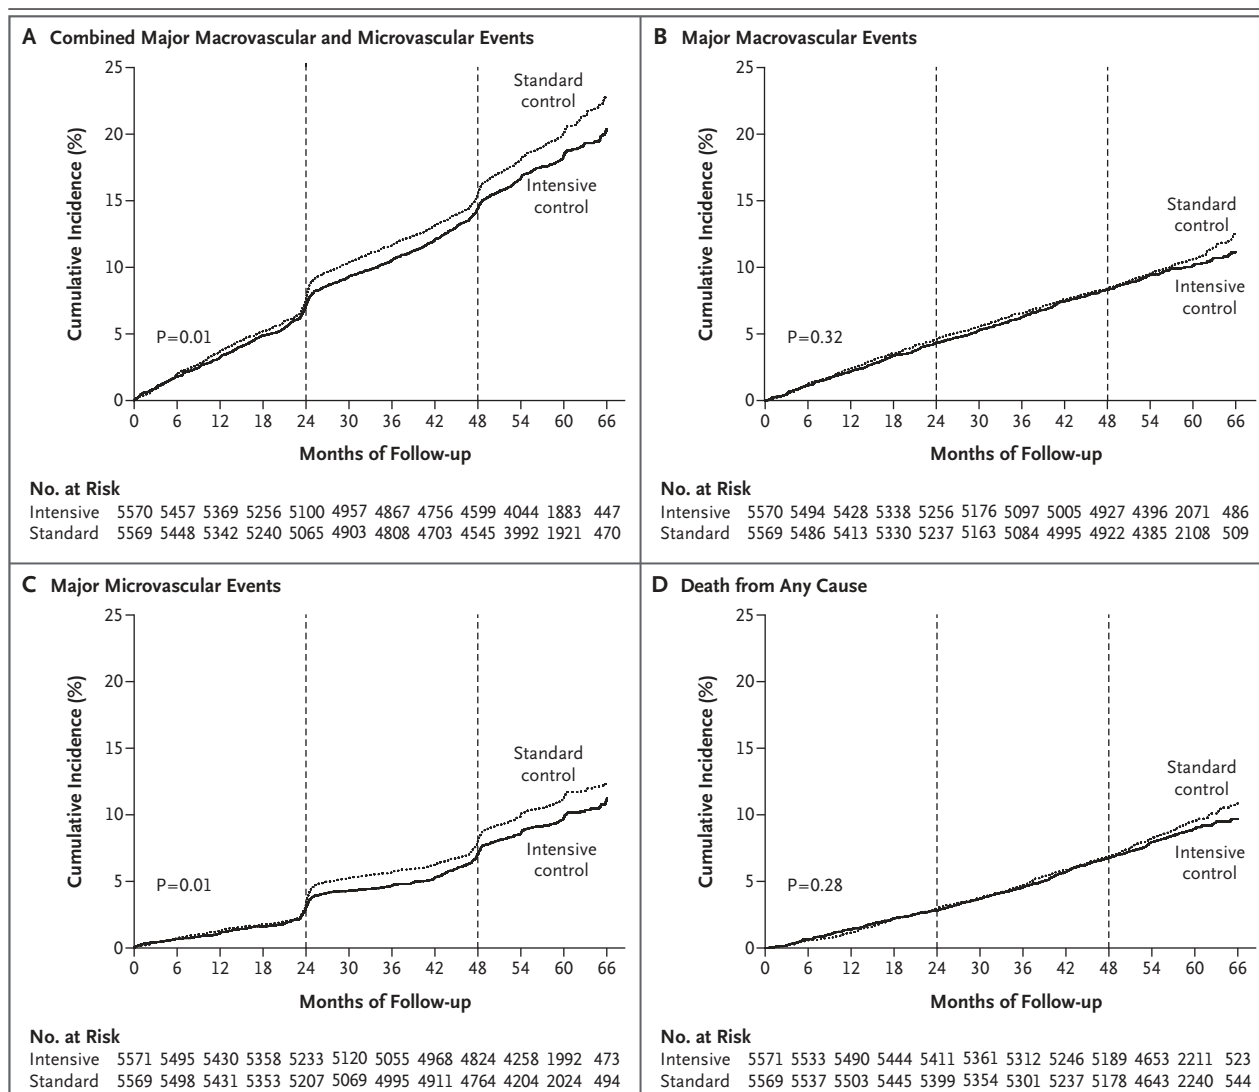 A Combined Major Macrovascular and Microvascular Events
Cumulative Incidence (%)
25
20
15
10
5
0
Standard
control
Intensive
control
P=0.01
0 6 12 18 24 30 36 42 48 54 60 66
Months of Follow-up
No. at Risk
Intensive 5570 5457 5369 5256 5100 4957 4867 4756 4599 4044 1883 447
Standard 5569 5448 5342 5240 5065 4903 4808 4703 4545 3992 1921 470
B Major Macrovascular Events
Cumulative Incidence (%)
25
20
15
10
5
0
Standard
control
Intensive
control
P=0.32
0 6 12 18 24 30 36 42 48 54 60 66
Months of Follow-up
No. at Risk
Intensive 5570 5494 5428 5338 5256 5176 5097 5005 4927 4396 2071 486
Standard 5569 5486 5413 5330 5237 5163 5084 4995 4922 4385 2108 509
C Major Microvascular Events
Cumulative Incidence (%)
25
20
15
10
5
0
Standard
control
Intensive
control
P=0.01
0 6 12 18 24 30 36 42 48 54 60 66
Months of Follow-up
No. at Risk
Intensive 5571 5495 5430 5358 5233 5120 5055 4968 4824 4258 1992 473
Standard 5569 5498 5431 5353 5207 5069 4995 4911 4764 4204 2024 494
D Death from Any Cause
Cumulative Incidence (%)
25
20
15
10
5
0
Standard
control
Intensive
control
P=0.28
0 6 12 18 24 30 36 42 48 54 60 66
Months of Follow-up
No. at Risk
Intensive 5571 5533 5490 5444 5411 5361 5312 5246 5189 4653 2211 523
Standard 5569 5537 5503 5445 5399 5354 5301 5237 5178 4643 2240 544